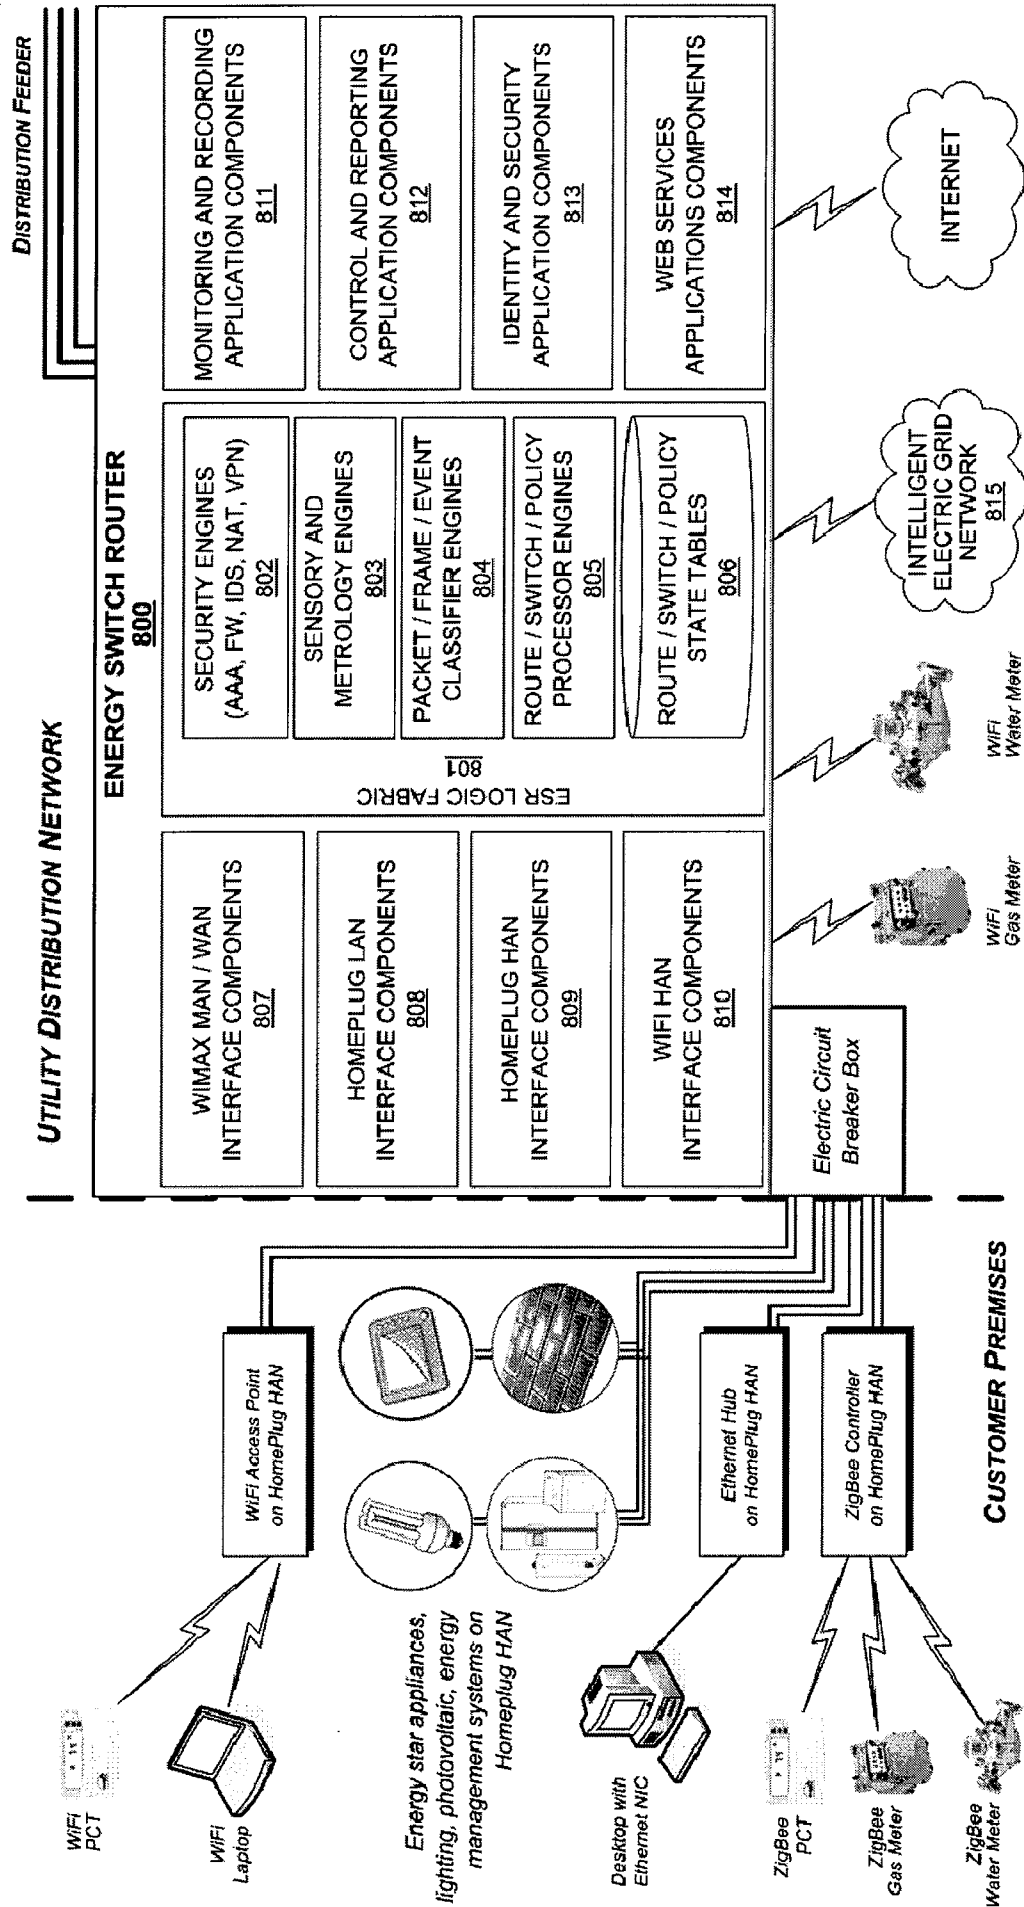 UTILITY DISTRIBUTION NETWORK
DISTRIBUTION FEEDER
ENERGY SWITCH ROUTER
800
WIMAX MAN / WAN
INTERFACE COMPONENTS
807
HOMEPLUG LAN
INTERFACE COMPONENTS
808
HOMEPLUG HAN
INTERFACE COMPONENTS
809
WIFI HAN
INTERFACE COMPONENTS
810
ESR LOGIC FABRIC
801
SECURITY ENGINES
(AAA, FW, IDS, NAT, VPN)
802
SENSORY AND
METROLOGY ENGINES
803
PACKET / FRAME / EVENT
CLASSIFIER ENGINES
804
ROUTE / SWITCH / POLICY
PROCESSOR ENGINES
805
ROUTE / SWITCH / POLICY
STATE TABLES
806
MONITORING AND RECORDING
APPLICATION COMPONENTS
811
CONTROL AND REPORTING
APPLICATION COMPONENTS
812
IDENTITY AND SECURITY
APPLICATION COMPONENTS
813
WEB SERVICES
APPLICATIONS COMPONENTS
814
Electric Circuit
Breaker Box
WiFi
Gas Meter
WiFi
Water Meter
INTELLIGENT
ELECTRIC GRID
NETWORK
815
INTERNET
WiFi
PCT
WiFi
Laptop
WiFi Access Point
on HomePlug HAN
Energy star appliances,
lighting, photovoltaic, energy
management systems on
Homeplug HAN
Desktop with
Ethernet NIC
Ethernet Hub
on HomePlug HAN
ZigBee
PCT
ZigBee
Gas Meter
ZigBee
Water Meter
ZigBee Controller
on HomePlug HAN
CUSTOMER PREMISES